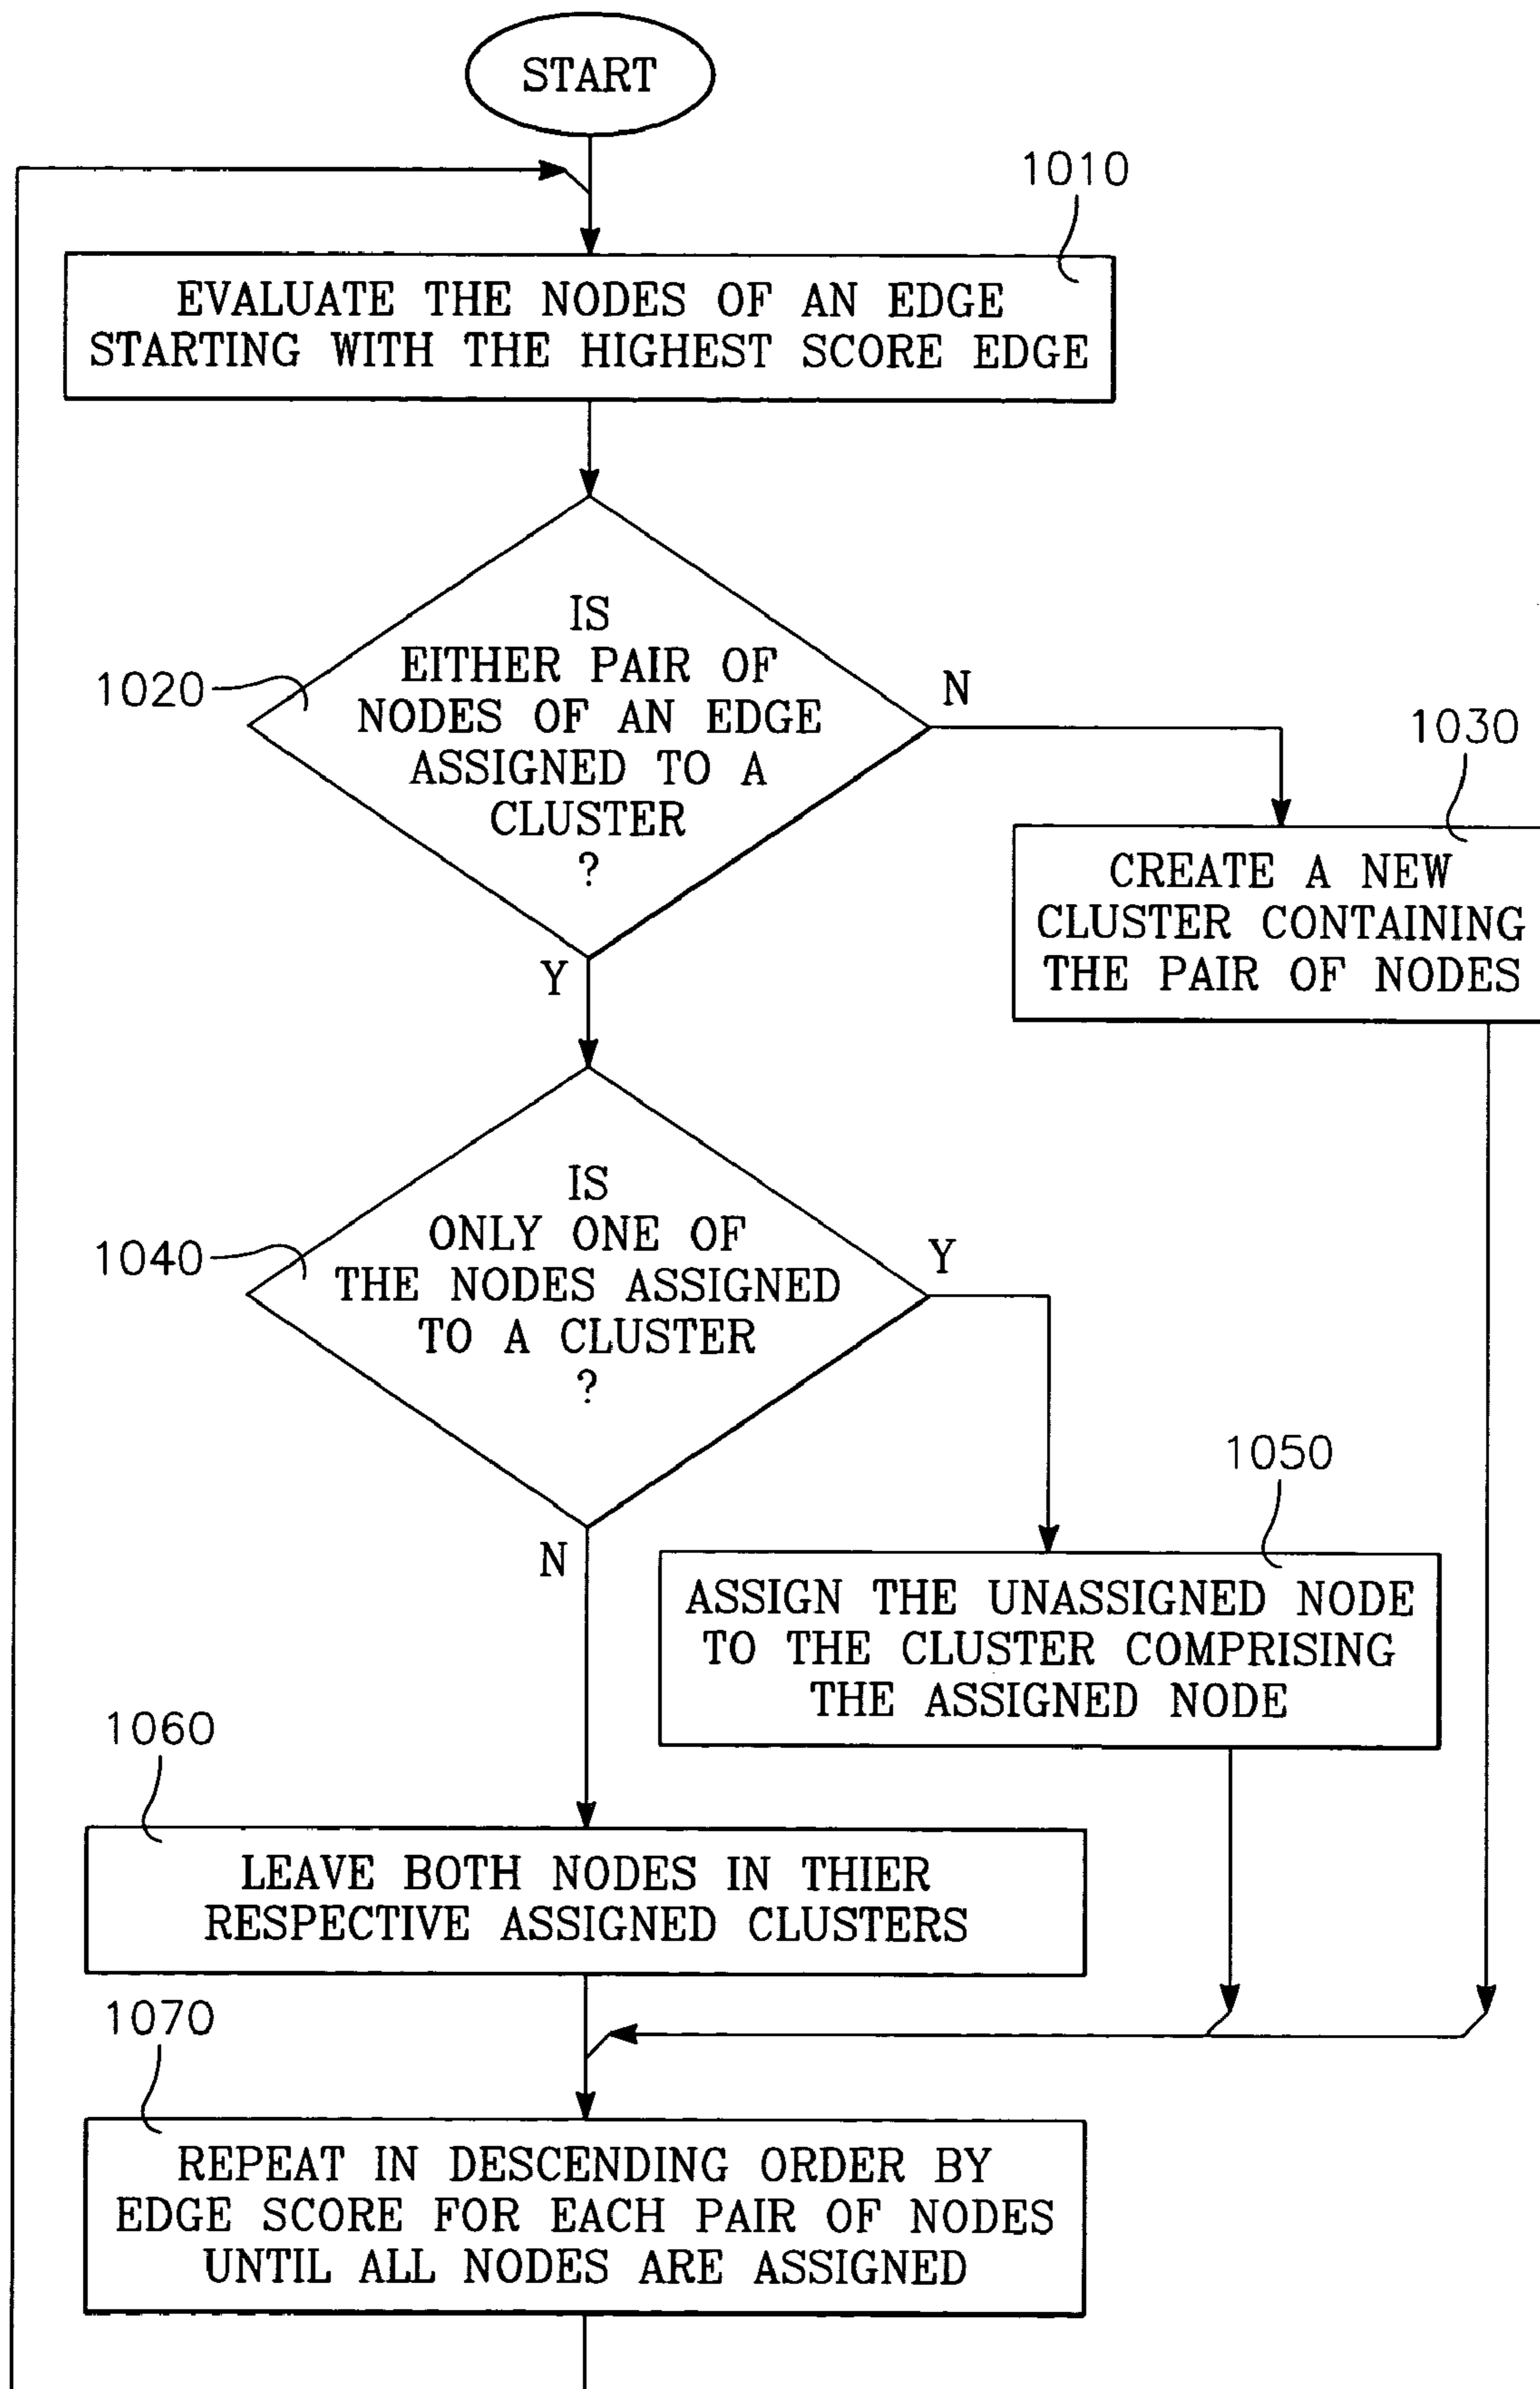 START
1010
EVALUATE THE NODES OF AN EDGE
STARTING WITH THE HIGHEST SCORE EDGE
1020
IS
EITHER PAIR OF
NODES OF AN EDGE
ASSIGNED TO A
CLUSTER
?
N
Y
1030
CREATE A NEW
CLUSTER CONTAINING
THE PAIR OF NODES
1040
IS
ONLY ONE OF
THE NODES ASSIGNED
TO A CLUSTER
?
Y
N
1050
ASSIGN THE UNASSIGNED NODE
TO THE CLUSTER COMPRISING
THE ASSIGNED NODE
1060
LEAVE BOTH NODES IN THIER
RESPECTIVE ASSIGNED CLUSTERS
1070
REPEAT IN DESCENDING ORDER BY
EDGE SCORE FOR EACH PAIR OF NODES
UNTIL ALL NODES ARE ASSIGNED